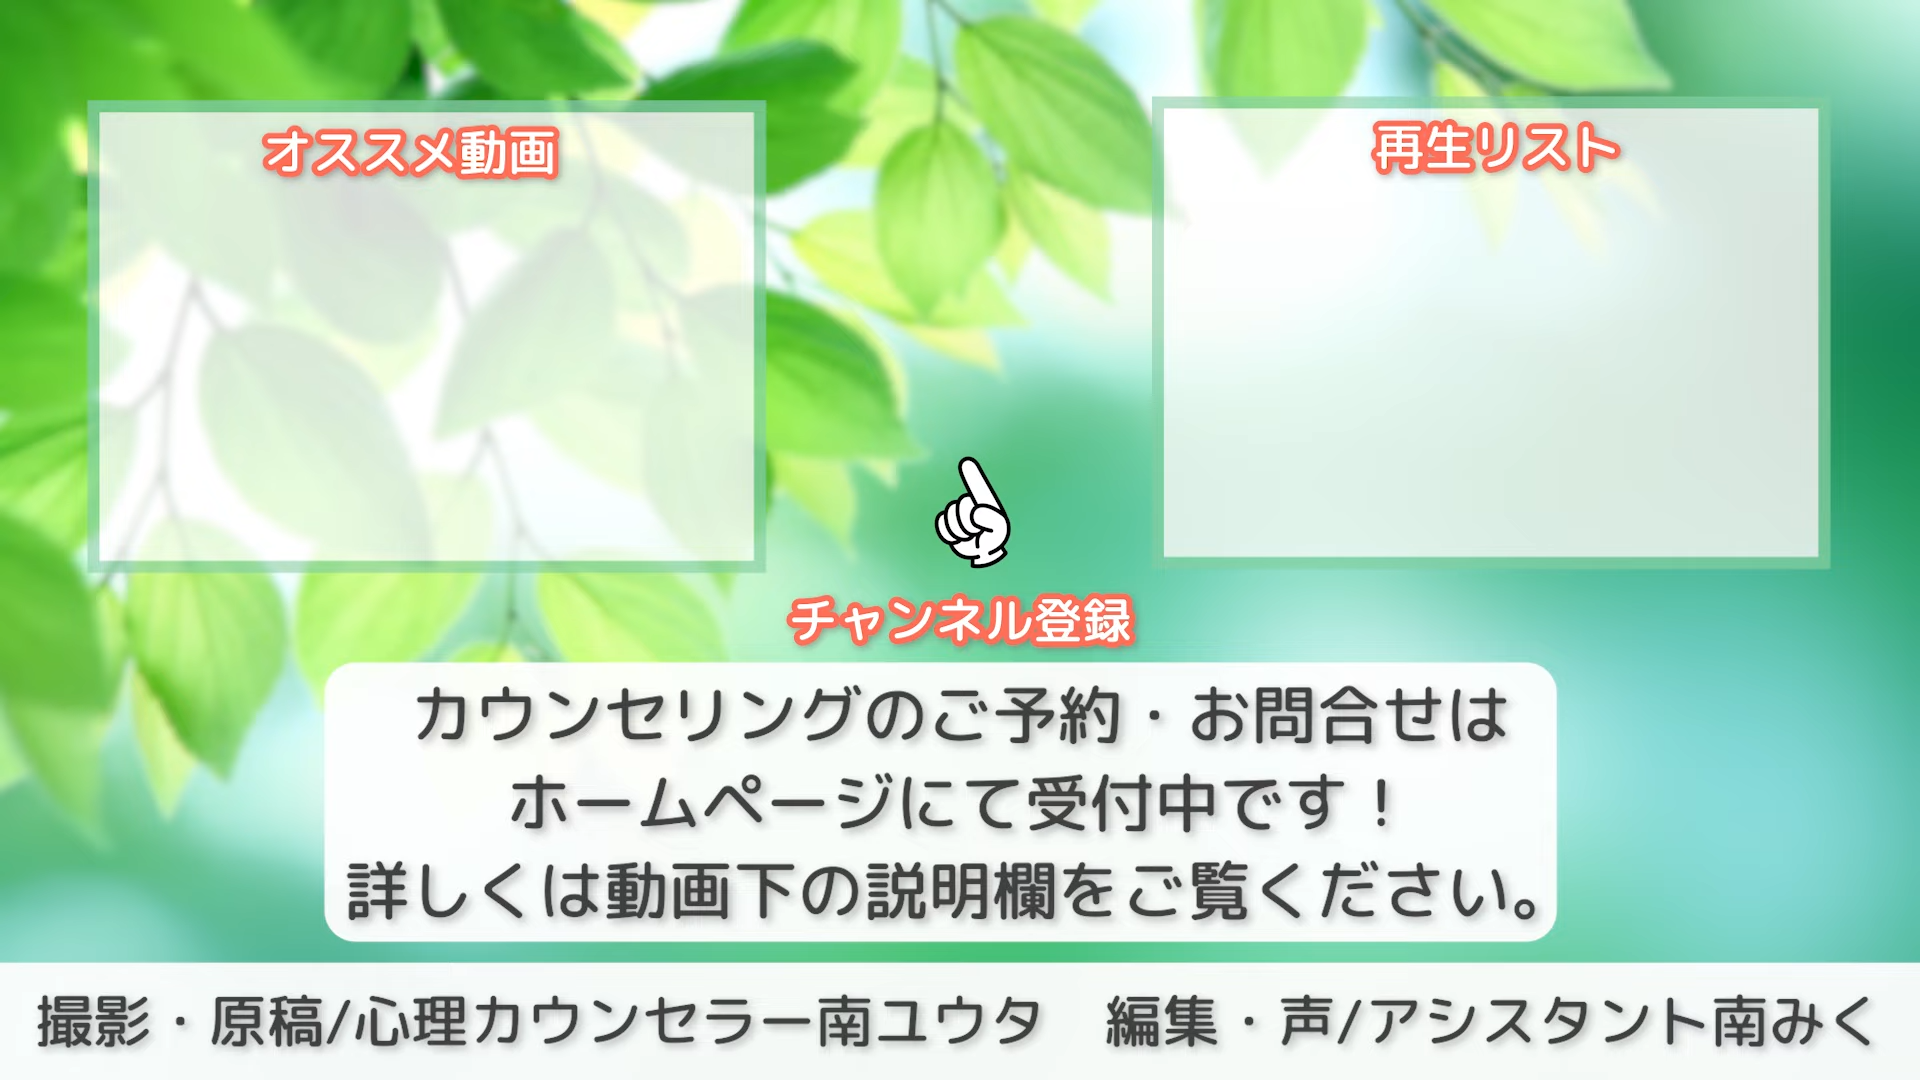 オススメ動画
再生リスト
チャンネル登録
カウンセリングのご予約・お問合せは
ホームページにて受付中です！
詳しくは動画下の説明欄をご覧ください。
撮影・原稿/心理カウンセラー南ユウタ　編集・声/アシスタント南みく